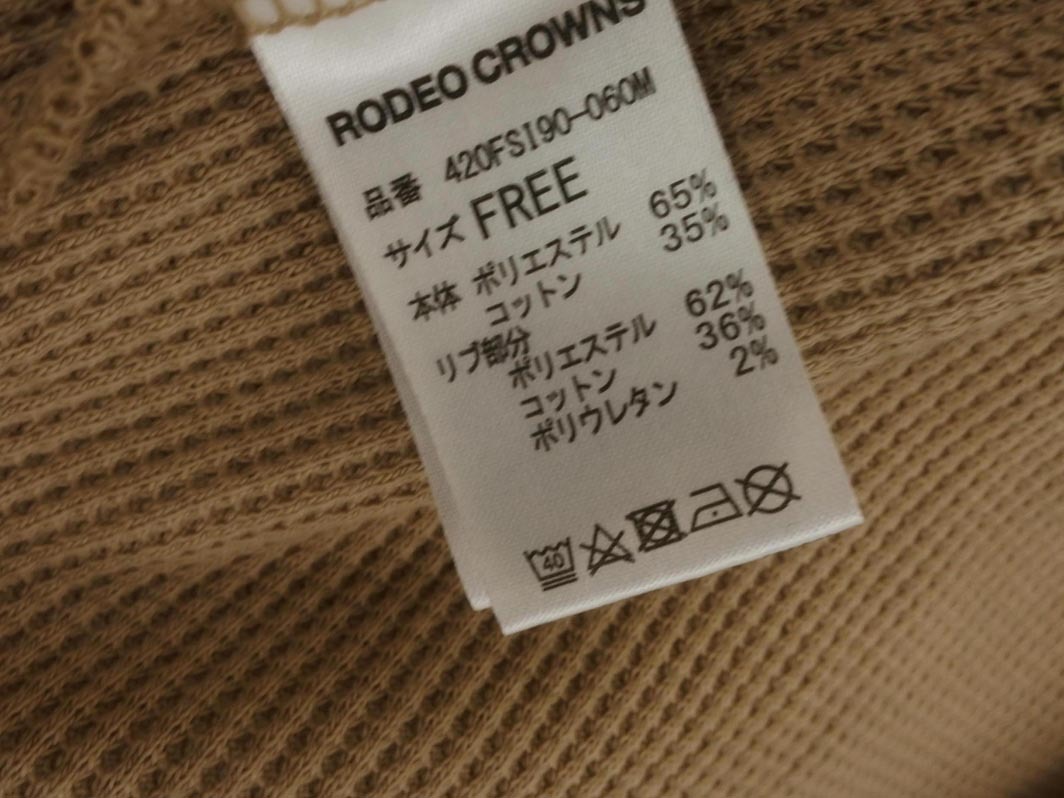 RODEO CROWNS
品番 420FSI90-060M
サイズ FREE
本体 ポリエステル 65%
コットン 35%
リブ部分
ポリエステル 62%
コットン 36%
ポリウレタン 2%
40